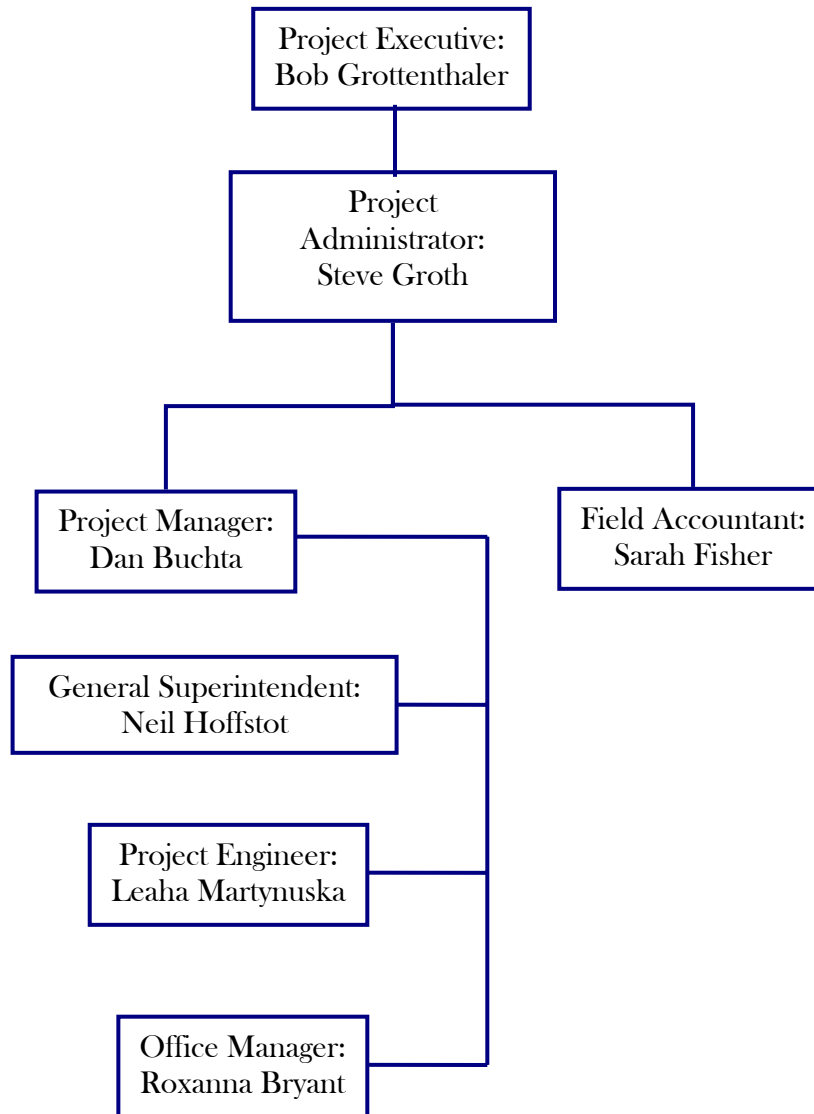 Project Executive:
Bob Grottenthaler
Project
Administrator:
Steve Groth
Project Manager:
Dan Buchta
Field Accountant:
Sarah Fisher
General Superintendent:
Neil Hoffstot
Project Engineer:
Leaha Martynuska
Office Manager:
Roxanna Bryant